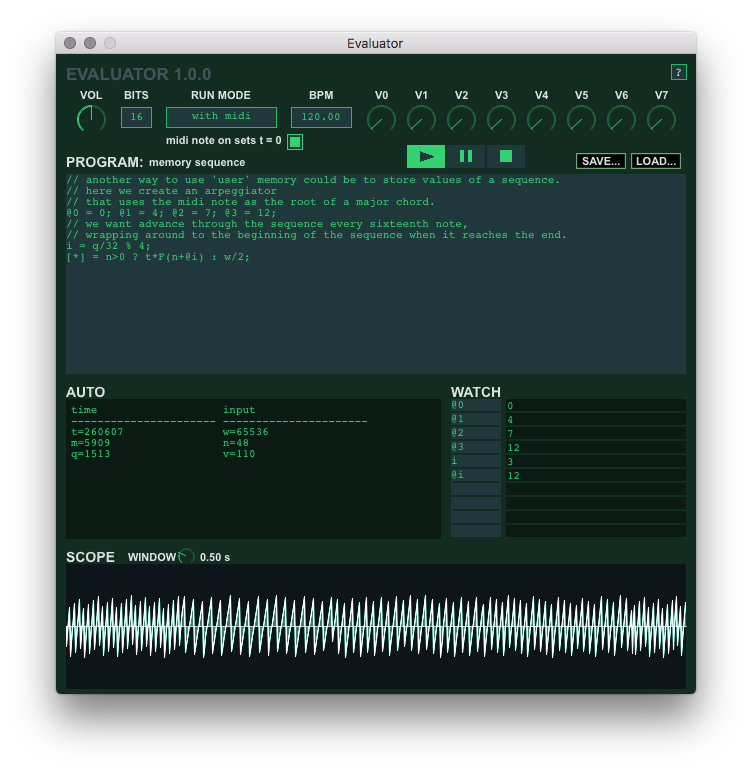 Evaluator
EVALUATOR 1.0.0
?
VOL BITS RUN MODE BPM V0 V1 V2 V3 V4 V5 V6 V7
16 with midi 120.00
midi note on sets t = 0
PROGRAM: memory sequence
SAVE... LOAD...
// another way to use 'user' memory could be to store values of a sequence.
// here we create an arpeggiator
// that uses the midi note as the root of a major chord.
@0 = 0; @1 = 4; @2 = 7; @3 = 12;
// we want advance through the sequence every sixteenth note,
// wrapping around to the beginning of the sequence when it reaches the end.
i = q/32 % 4;
[*] = n>0 ? t*F(n+@i) : w/2;
AUTO
time input
---------------------- ----------------------
t=260607 w=65536
m=5909 n=48
q=1513 v=110
WATCH
@0 0
@1 4
@2 7
@3 12
i 3
@i 12
SCOPE WINDOW 0.50 s